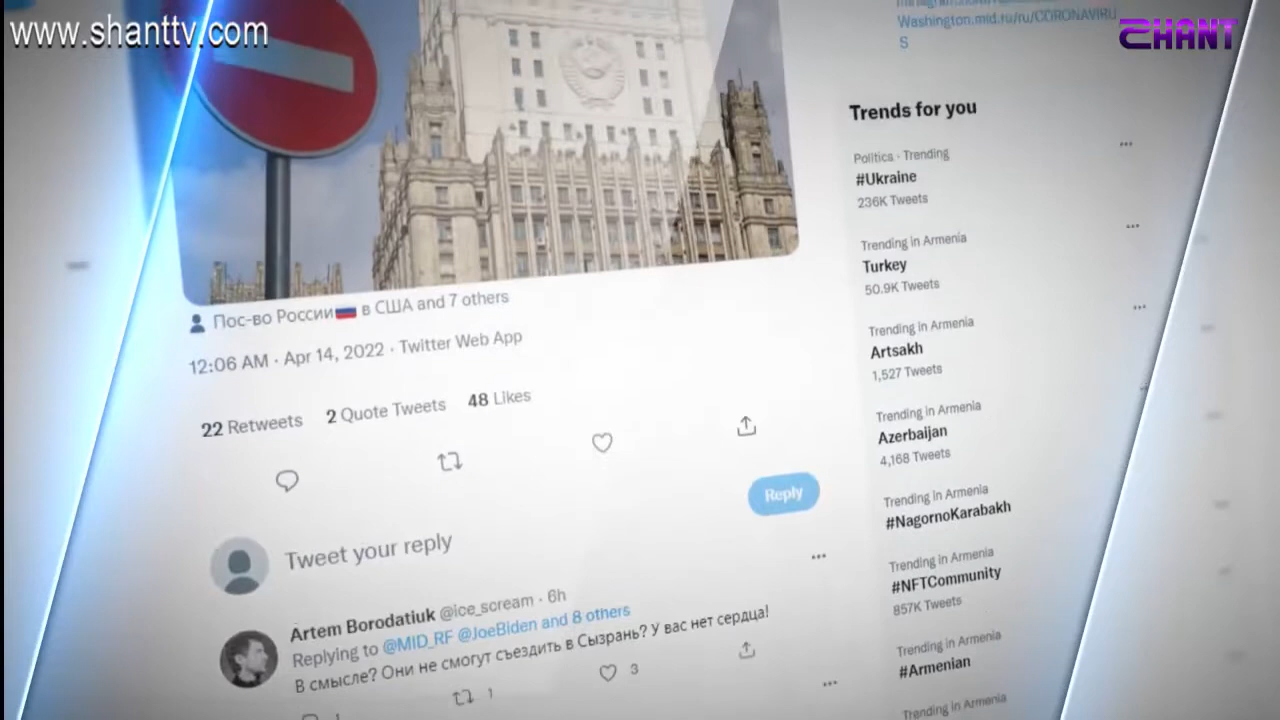 www.shanttv.com
SHANT
Washington.mid.ru/ru/CORONAVIRU
S
Пос-во России🇷🇺 в США and 7 others
12:06 AM · Apr 14, 2022 · Twitter Web App
22 Retweets 2 Quote Tweets 48 Likes
Reply
Tweet your reply
Artem Borodatiuk @ice_scream · 6h
Replying to @MID_RF @JoeBiden and 8 others
В смысле? Они не смогут съездить в Сызрань? У вас нет сердца!
1 1 3
Trends for you
Politics · Trending
#Ukraine
236K Tweets
Trending in Armenia
Turkey
50.9K Tweets
Trending in Armenia
Artsakh
1,527 Tweets
Trending in Armenia
Azerbaijan
4,168 Tweets
Trending in Armenia
#NagornoKarabakh
Trending in Armenia
#NFTCommunity
857K Tweets
Trending in Armenia
#Armenian
Trending in Armenia